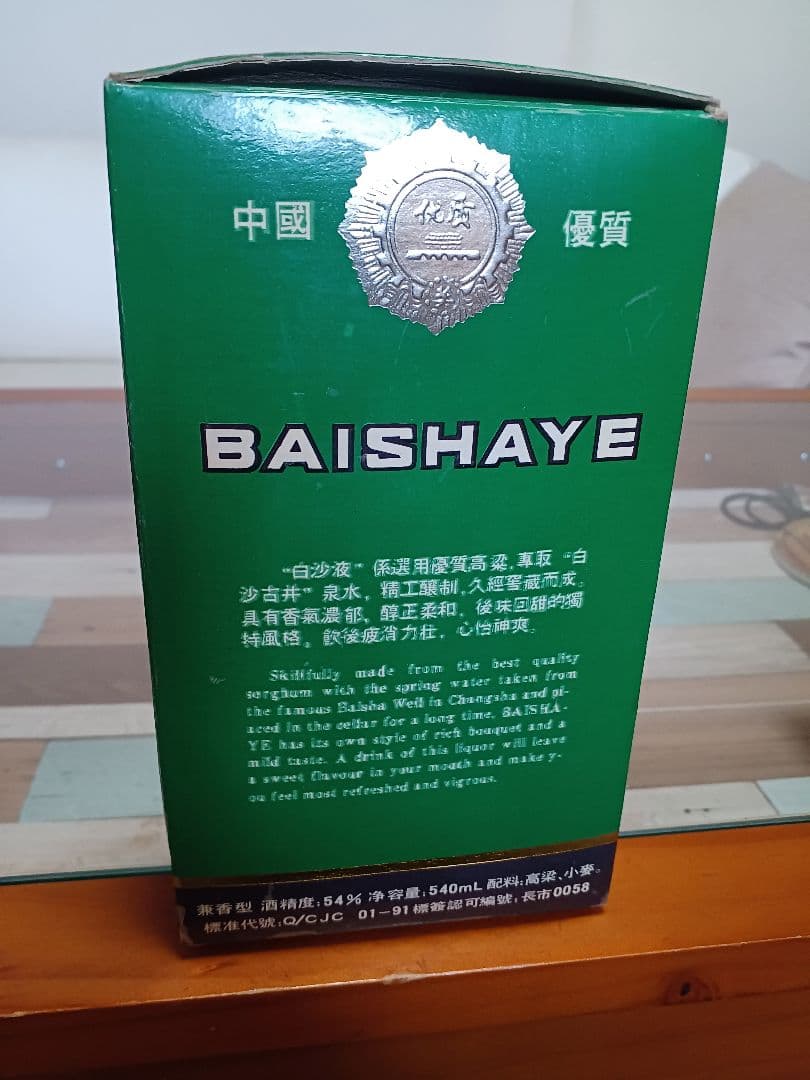 中國
优质
優質
BAISHAYE
“白沙液”係選用優質高粱,專取“白
沙古井”泉水,精工釀制,久經窖藏而成。
具有香氣濃郁,醇正柔和,後味回甜的獨
特風格。飲後疲消力壯,心怡神爽。
Skillfully made from the best quality
sorghum with the spring water taken from
the famous Baisha Well in Changsha and pl-
aced in the cellar for a long time. BAISHA-
YE has its own style of rich bouquet and a
mild taste. A drink of this liquor will leave
a sweet flavour in your mouth and make y-
ou feel most refreshed and vigrous.
兼香型 酒精度:54% 净容量:540mL 配料:高梁、小麥。
標准代號:Q/CJC 01-91 標簽認可編號:長市0058